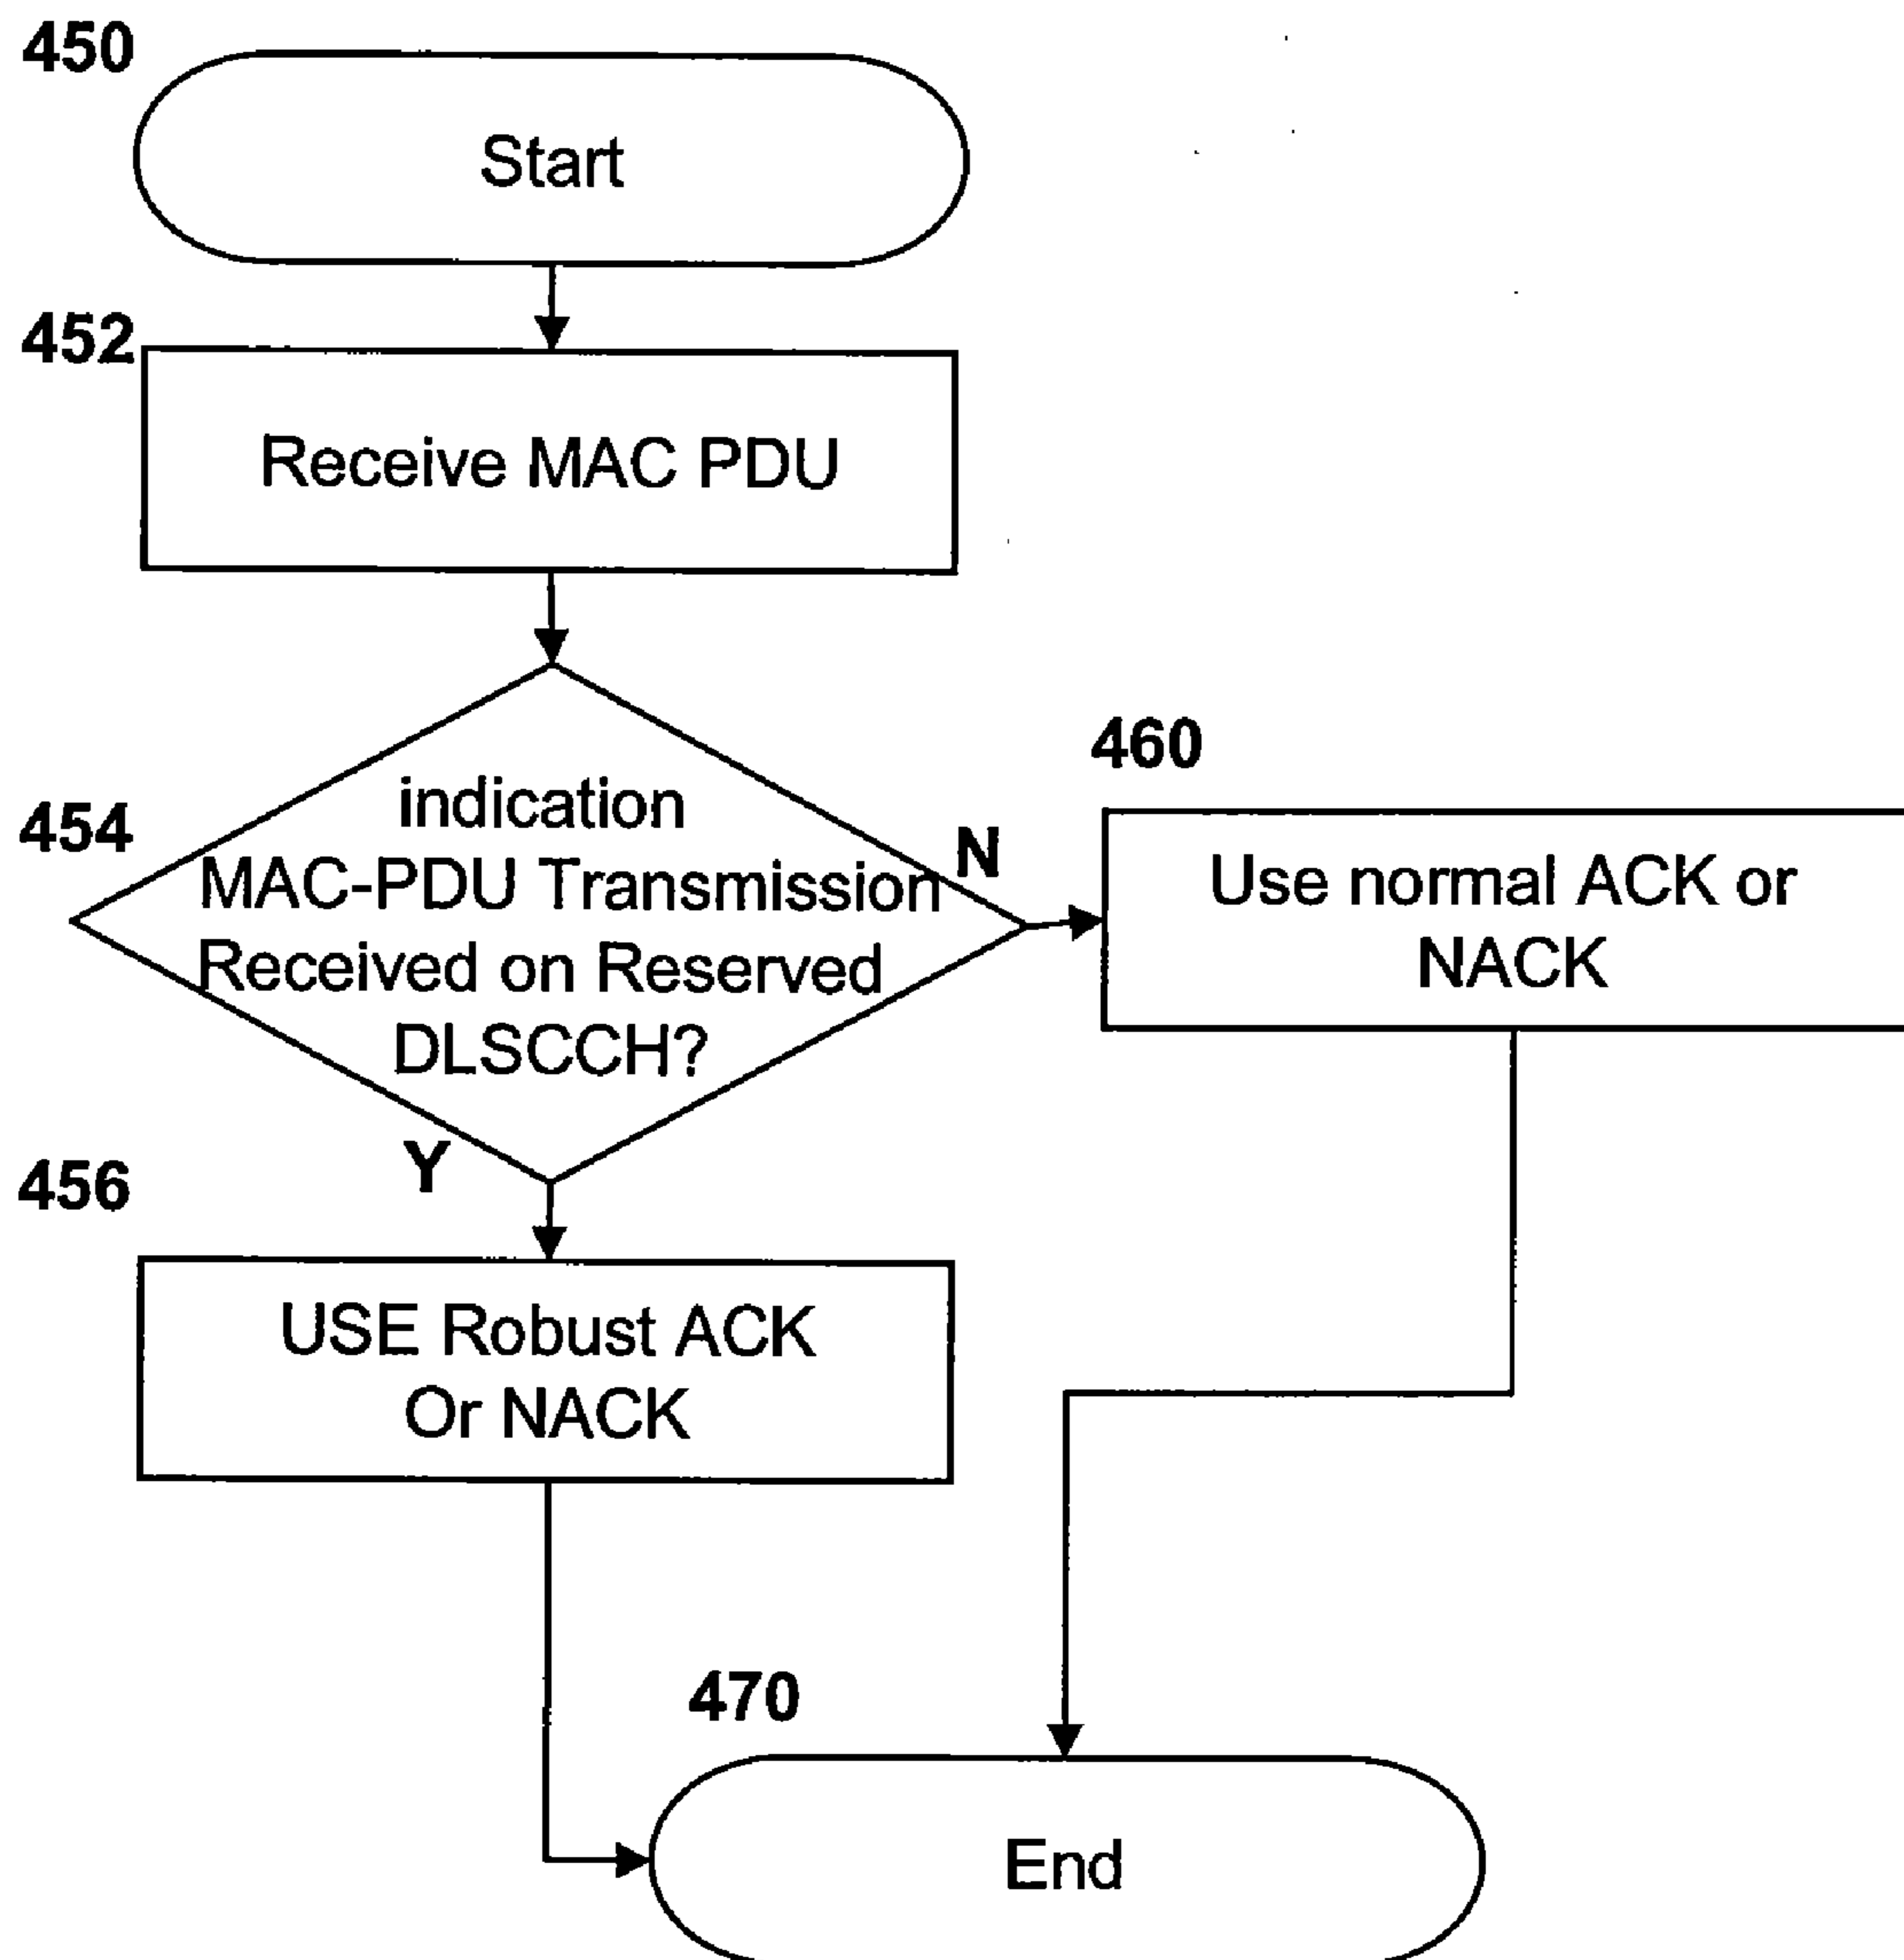 450
Start
452
Receive MAC PDU
454
indication
MAC-PDU Transmission
Received on Reserved
DLSCCH?
N
460
Use normal ACK or
NACK
Y
456
USE Robust ACK
Or NACK
470
End